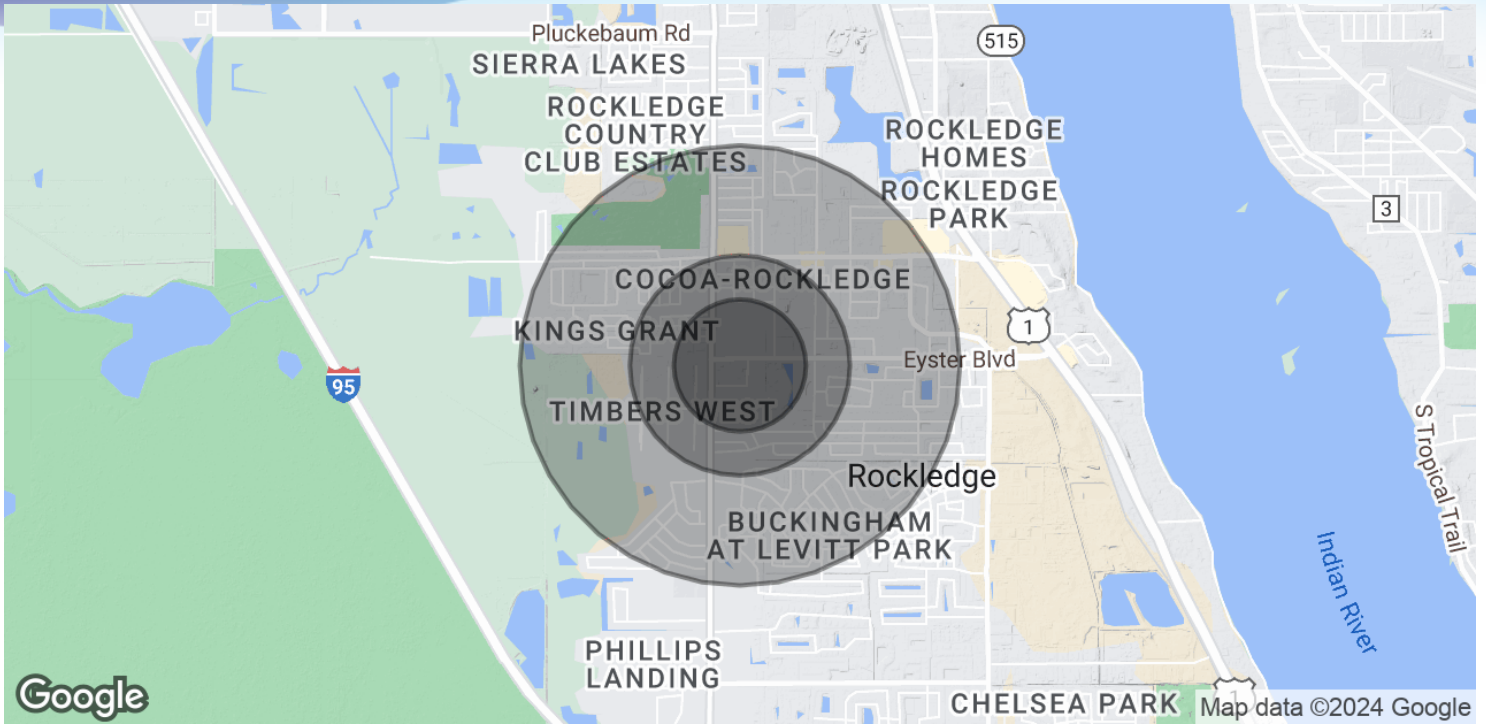 Pluckebaum Rd
515
SIERRA LAKES
ROCKLEDGE
COUNTRY
CLUB ESTATES
ROCKLEDGE
HOMES
ROCKLEDGE
PARK
3
COCOA-ROCKLEDGE
KINGS GRANT
1
Eyster Blvd
95
TIMBERS WEST
S Tropical Trail
Rockledge
BUCKINGHAM
AT LEVITT PARK
Indian River
PHILLIPS
LANDING
CHELSEA PARK
1
Google
Map data ©2024 Google